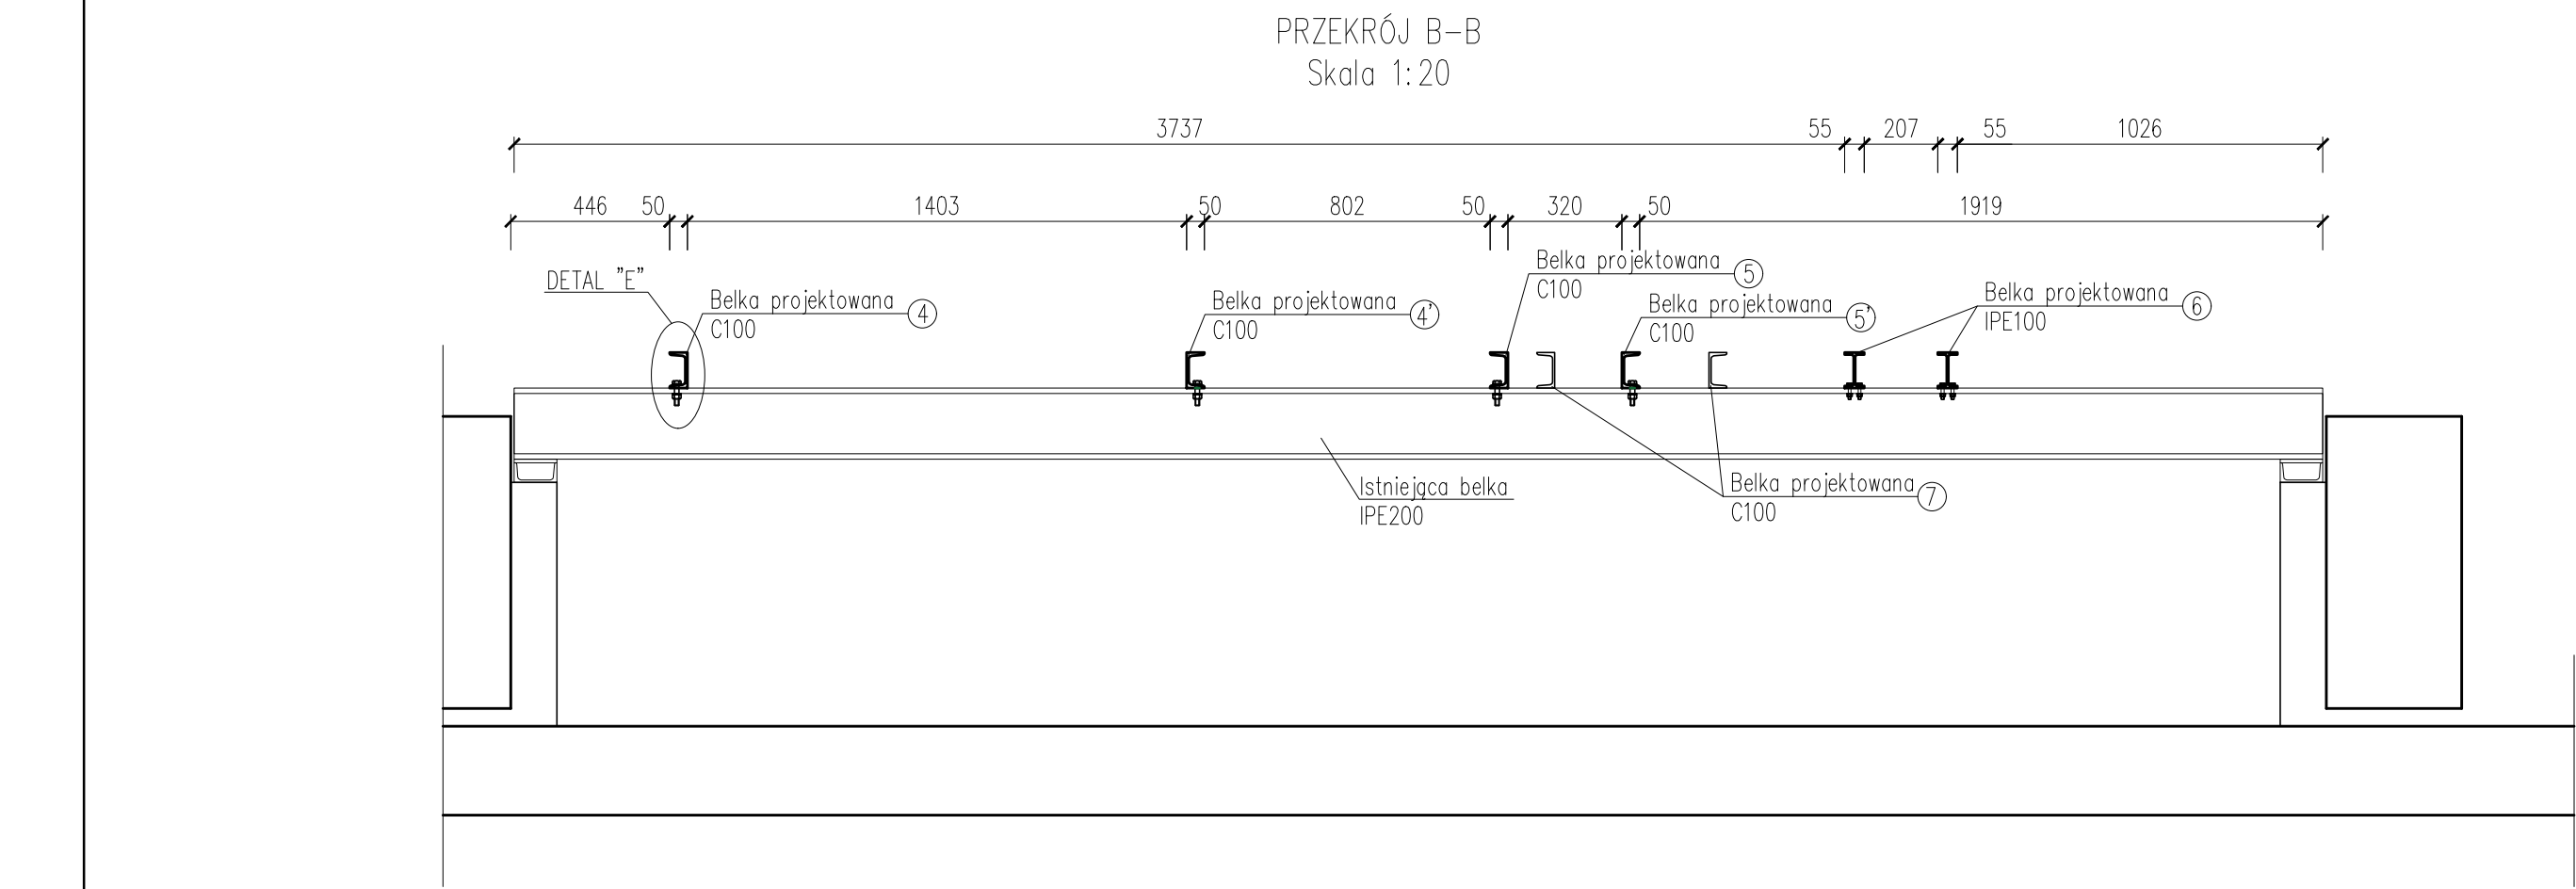 PRZEKRÓJ B-B
Skala 1:20
3737 55 207 55 1026
446 50 1403 50 802 50 320 50 1919
DETAL "E"
Belka projektowana 4
C100
Belka projektowana 4'
C100
Belka projektowana 5
C100
Belka projektowana 5'
C100
Belka projektowana 6
IPE100
Istniejąca belka
IPE200
Belka projektowana 7
C100